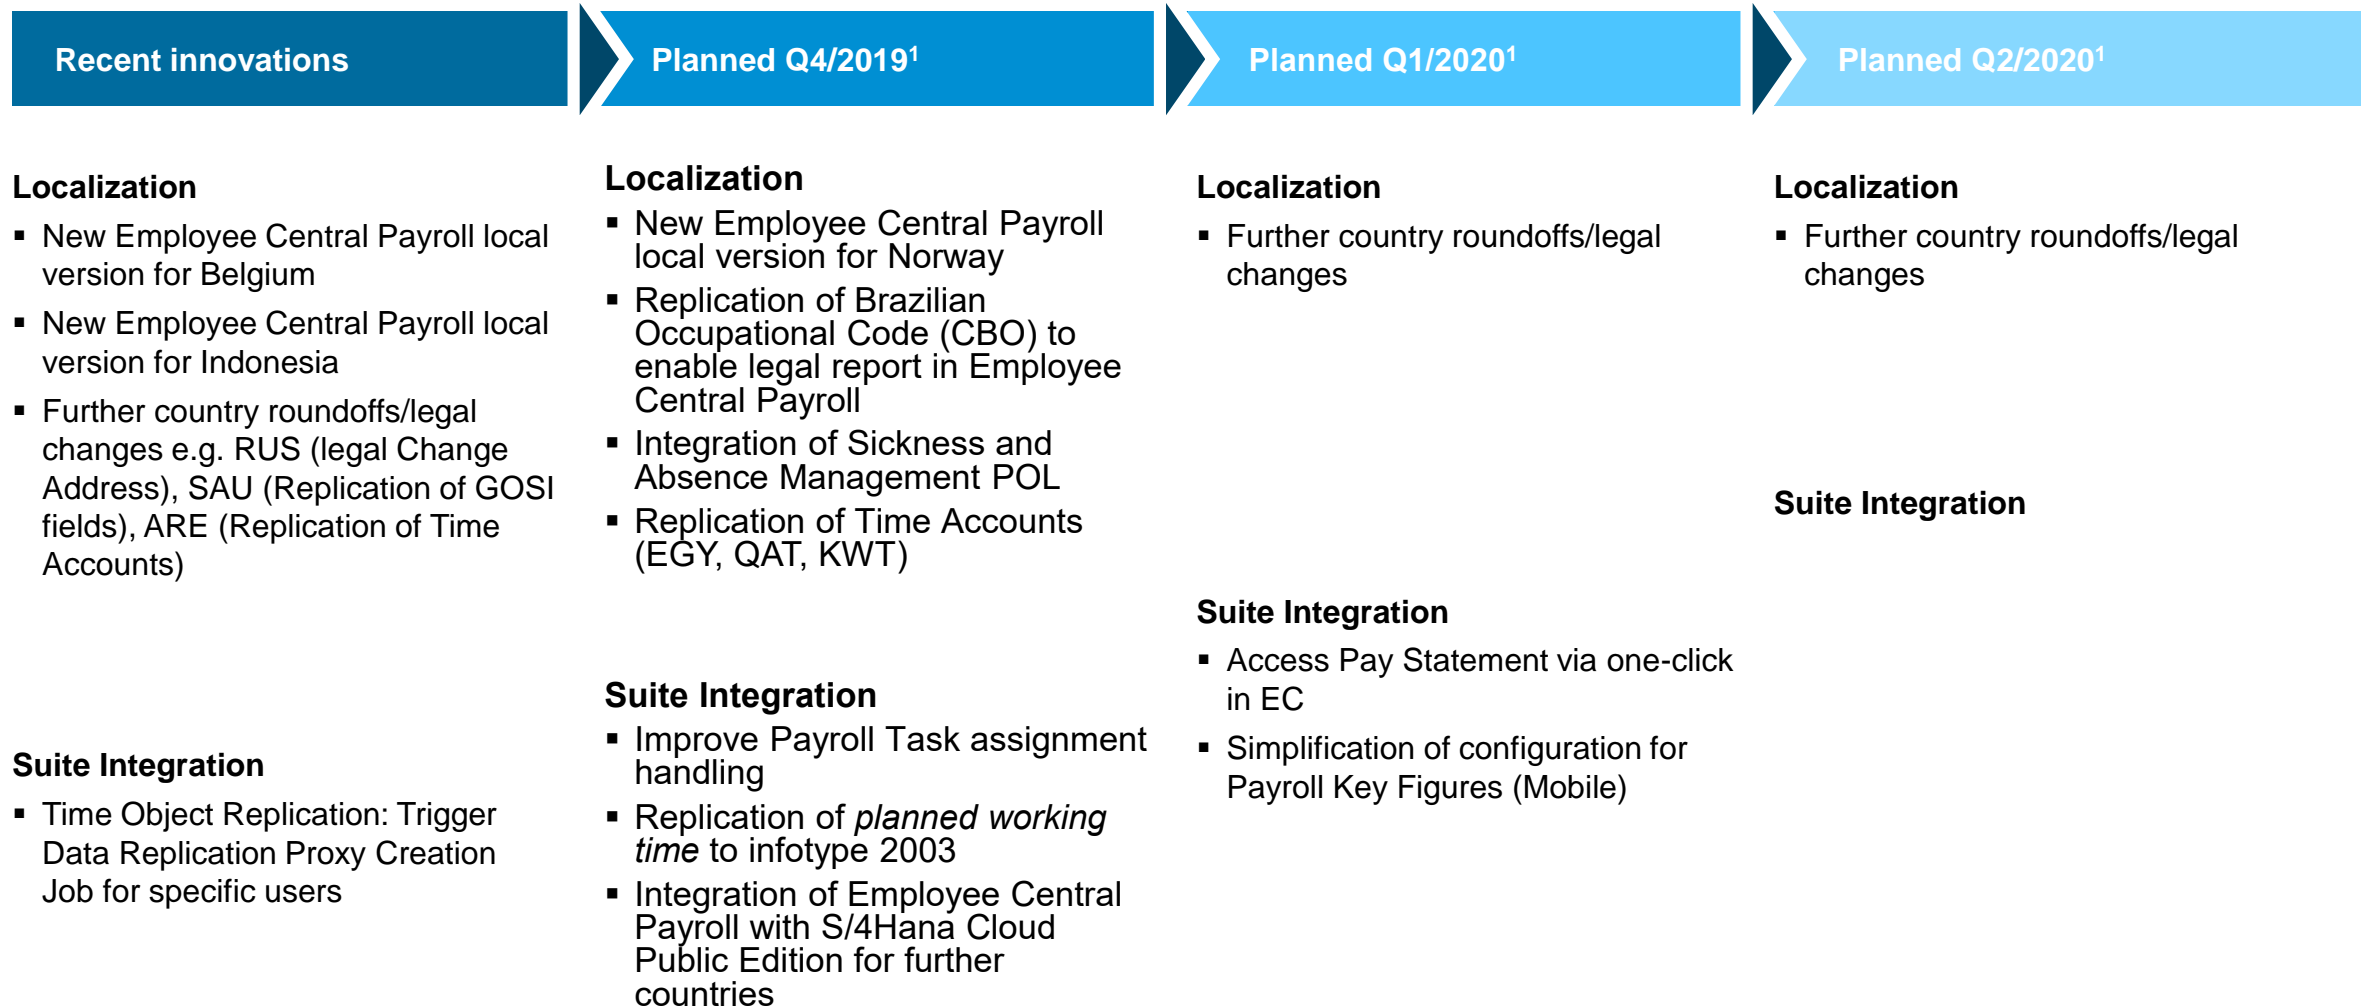 Recent innovations
Planned Q4/2019¹
Planned Q1/2020¹
Planned Q2/2020¹
Localization
▪ New Employee Central Payroll local
version for Belgium
▪ New Employee Central Payroll local
version for Indonesia
▪ Further country roundoffs/legal
changes e.g. RUS (legal Change
Address), SAU (Replication of GOSI
fields), ARE (Replication of Time
Accounts)
Suite Integration
▪ Time Object Replication: Trigger
Data Replication Proxy Creation
Job for specific users
Localization
▪ New Employee Central Payroll
local version for Norway
▪ Replication of Brazilian
Occupational Code (CBO) to
enable legal report in Employee
Central Payroll
▪ Integration of Sickness and
Absence Management POL
▪ Replication of Time Accounts
(EGY, QAT, KWT)
Suite Integration
▪ Improve Payroll Task assignment
handling
▪ Replication of planned working
time to infotype 2003
▪ Integration of Employee Central
Payroll with S/4Hana Cloud
Public Edition for further
countries
Localization
▪ Further country roundoffs/legal
changes
Suite Integration
▪ Access Pay Statement via one-click
in EC
▪ Simplification of configuration for
Payroll Key Figures (Mobile)
Localization
▪ Further country roundoffs/legal
changes
Suite Integration